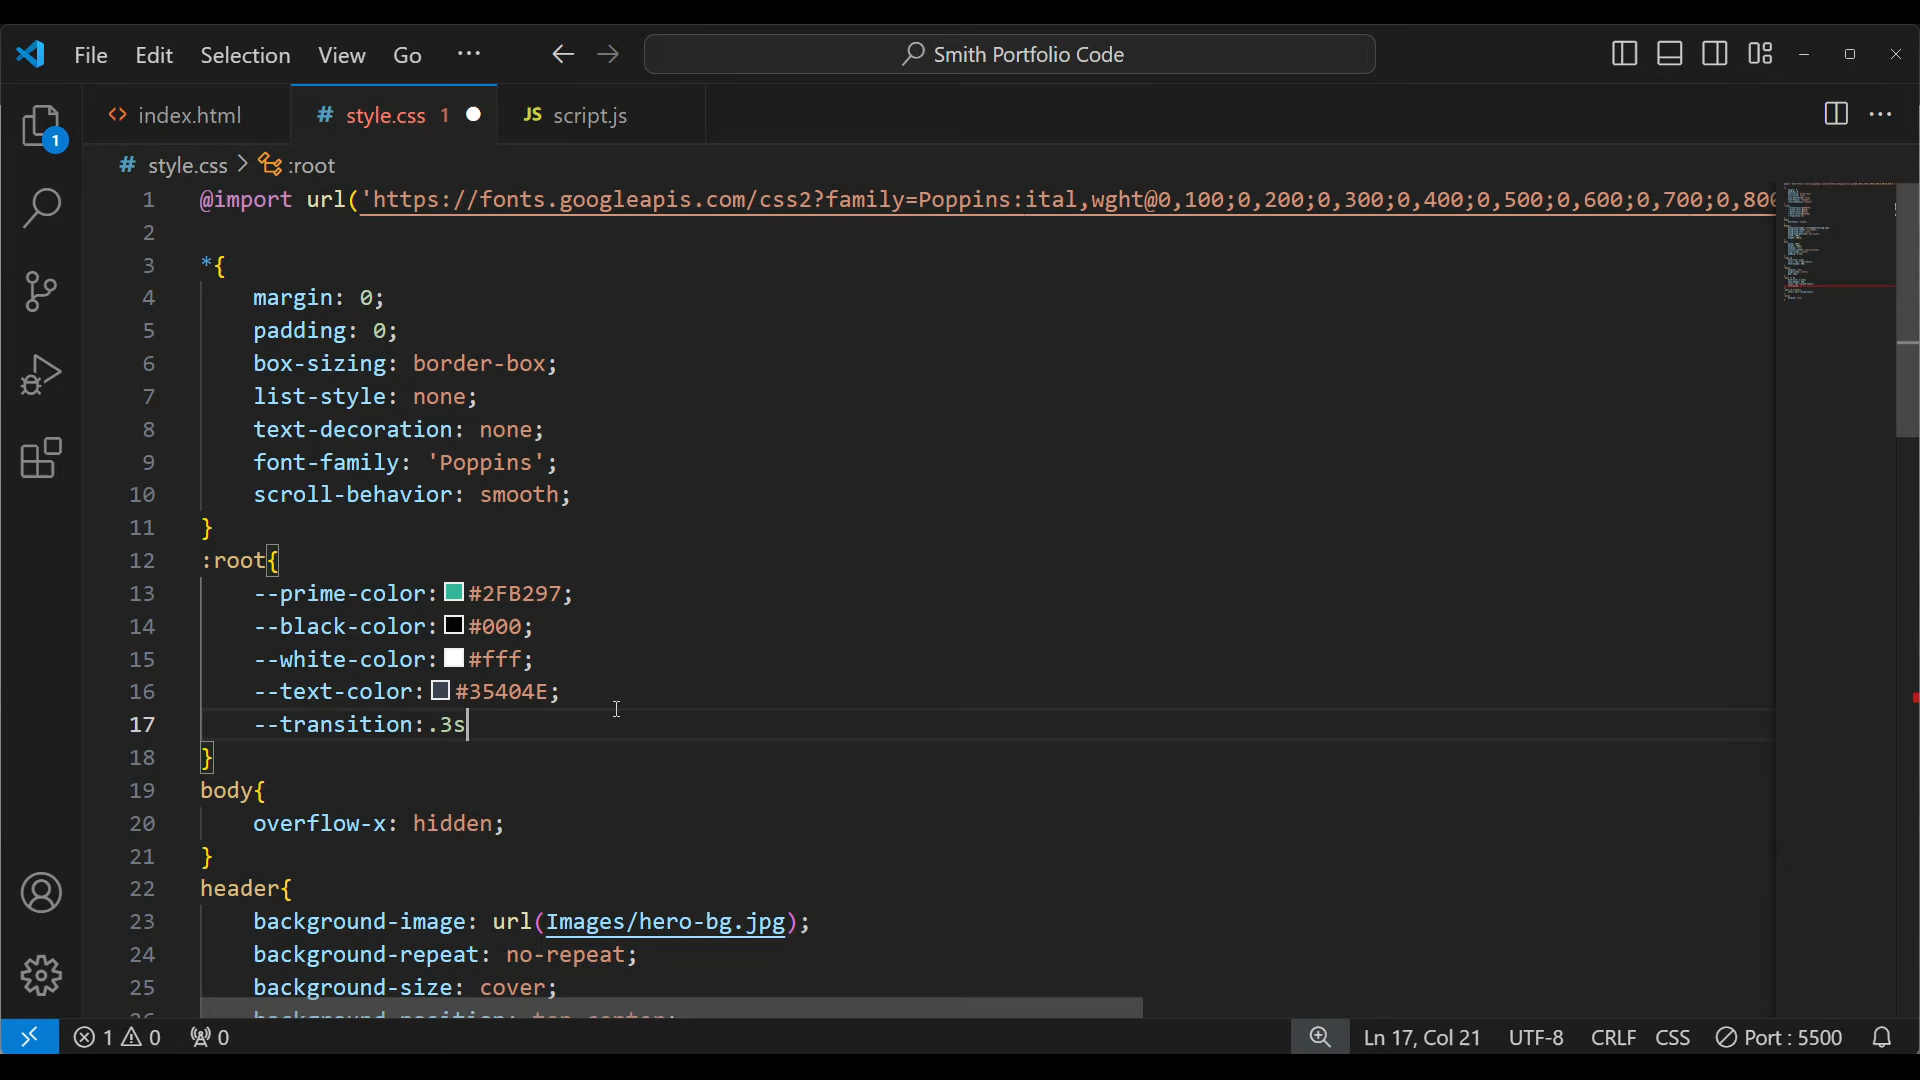 File Edit Selection View Go ··· Smith Portfolio Code
1
index.html # style.css 1 JS script.js
# style.css > :root
1 @import url('https://fonts.googleapis.com/css2?family=Poppins:ital,wght@0,100;0,200;0,300;0,400;0,500;0,600;0,700;0,800
2
3 *{
4 margin: 0;
5 padding: 0;
6 box-sizing: border-box;
7 list-style: none;
8 text-decoration: none;
9 font-family: 'Poppins';
10 scroll-behavior: smooth;
11 }
12 :root{
13 --prime-color: #2FB297;
14 --black-color: #000;
15 --white-color: #fff;
16 --text-color: #35404E;
17 --transition:.3s
18 }
19 body{
20 overflow-x: hidden;
21 }
22 header{
23 background-image: url(Images/hero-bg.jpg);
24 background-repeat: no-repeat;
25 background-size: cover;
1 0 0 Ln 17, Col 21 UTF-8 CRLF CSS Port : 5500